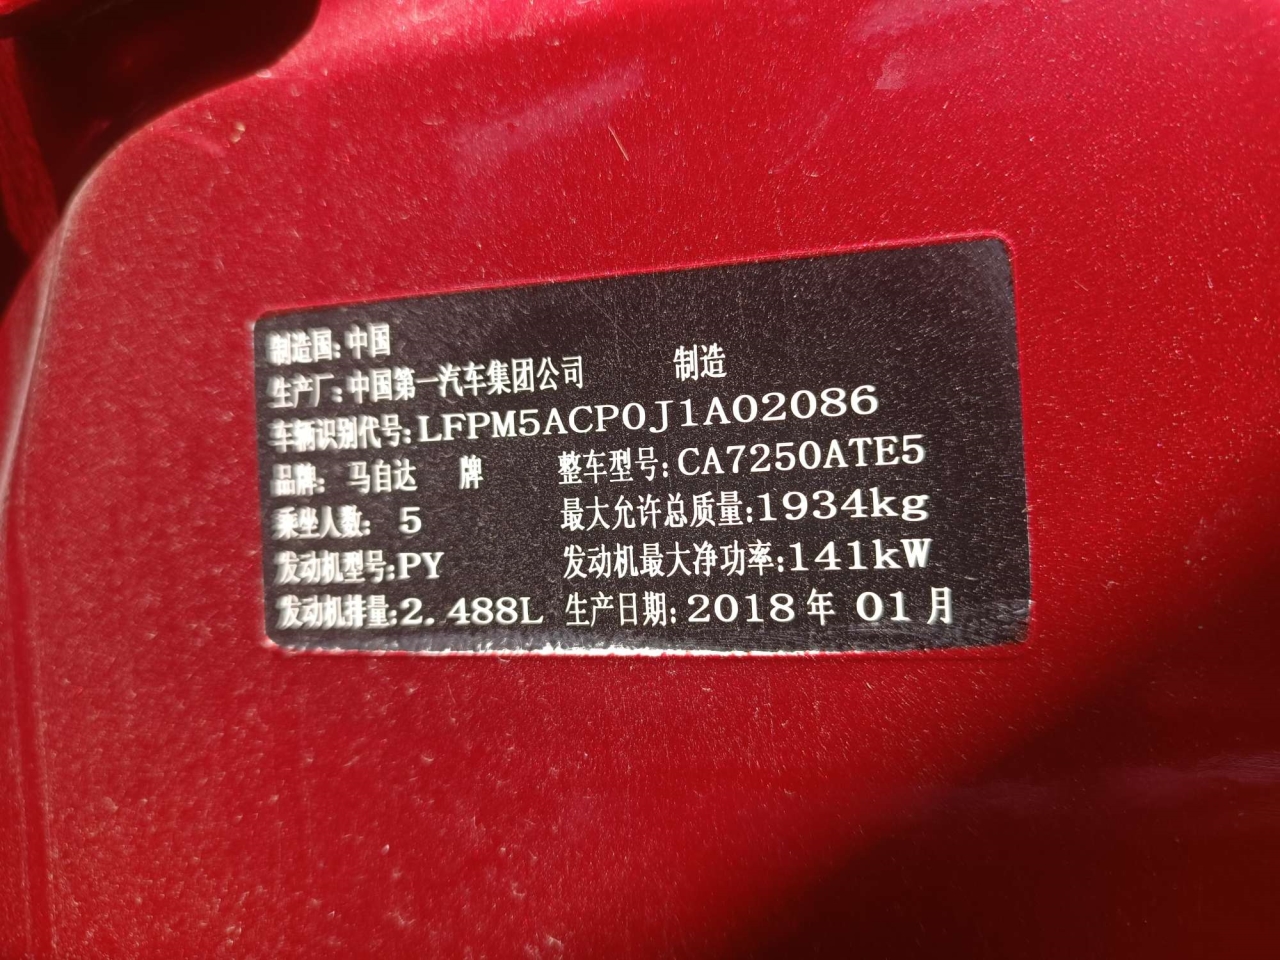 制造国:中国
生产厂:中国第一汽车集团公司 制造
车辆识别代号:LFPM5ACP0J1A02086
品牌: 马自达 牌 整车型号:CA7250ATE5
乘坐人数: 5 最大允许总质量:1934kg
发动机型号:PY 发动机最大净功率:141kW
发动机排量:2.488L 生产日期:2018年 01月